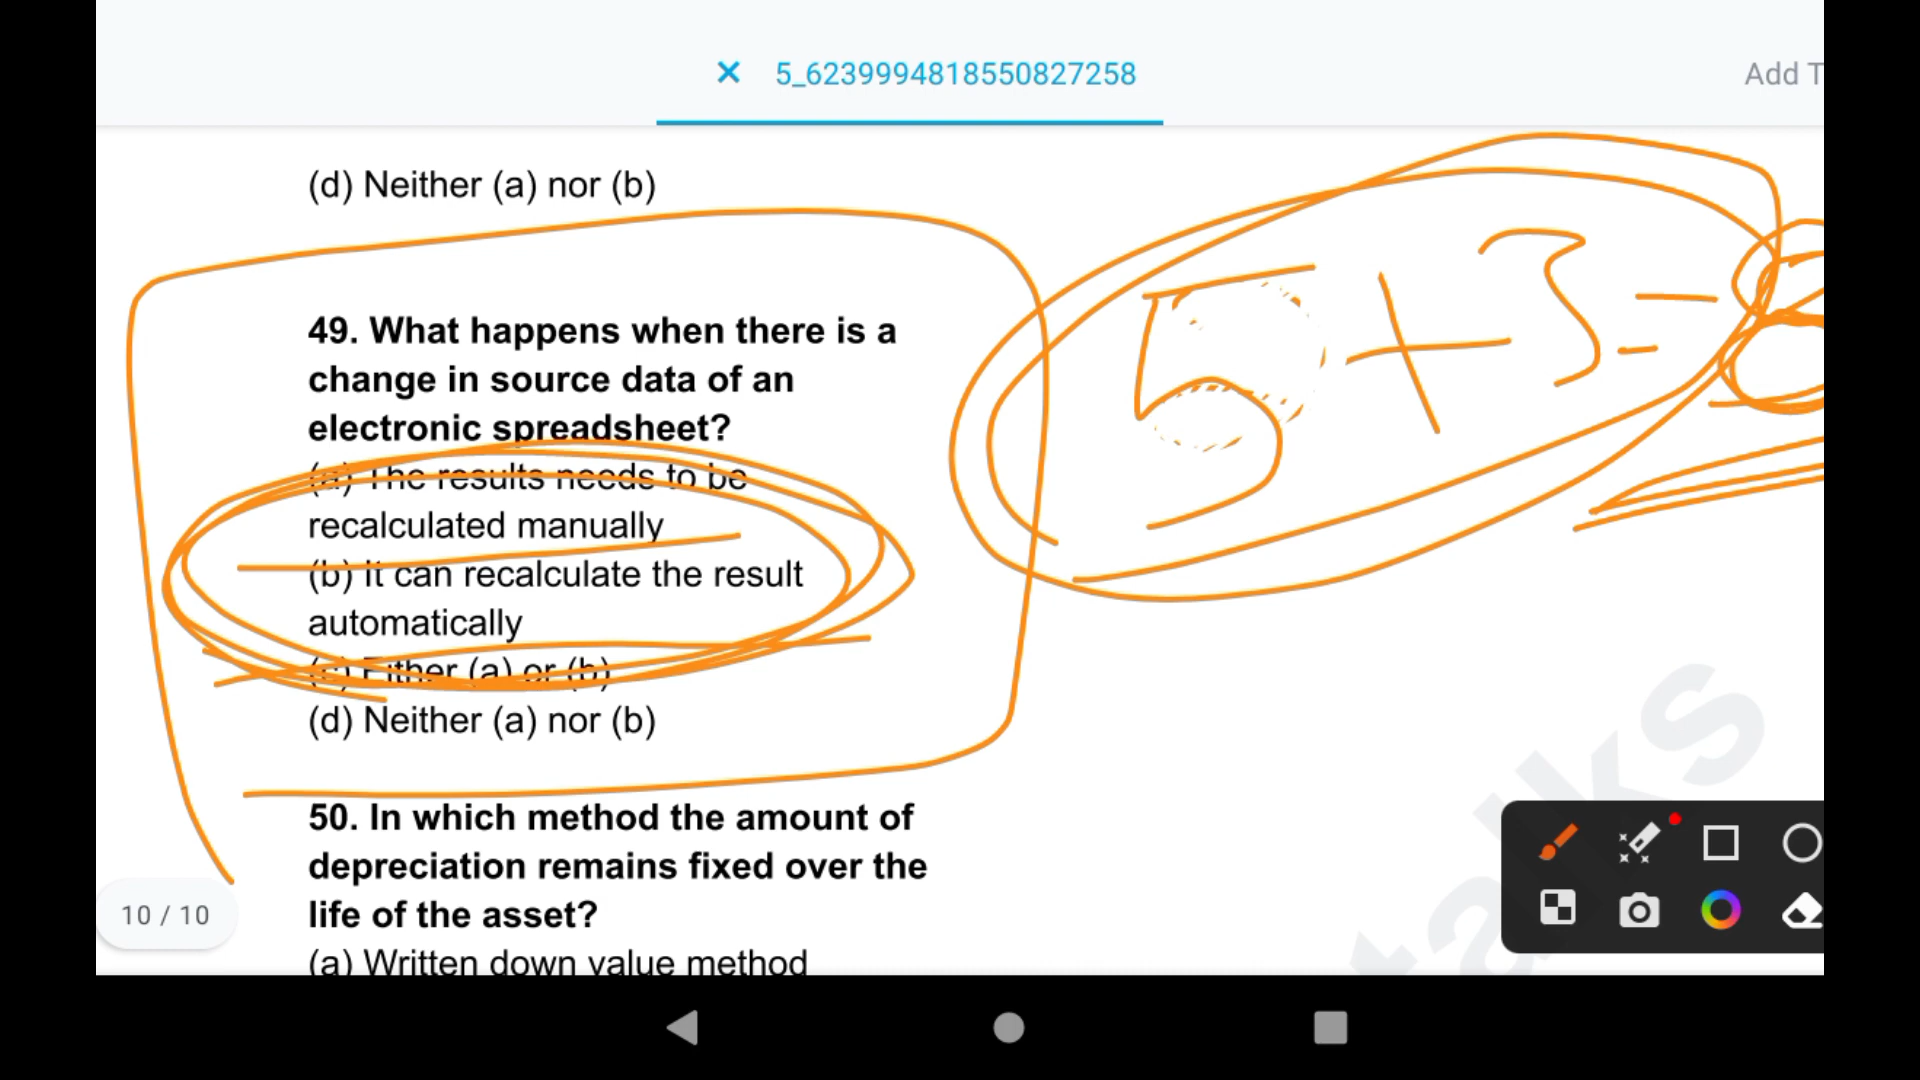 5_6239994818550827258
Add T
(d) Neither (a) nor (b)
49. What happens when there is a
change in source data of an
electronic spreadsheet?
(a) The results needs to be
recalculated manually
(b) It can recalculate the result
automatically
(c) Either (a) or (b)
(d) Neither (a) nor (b)
5+3=
50. In which method the amount of
depreciation remains fixed over the
life of the asset?
(a) Written down value method
10 / 10
talks